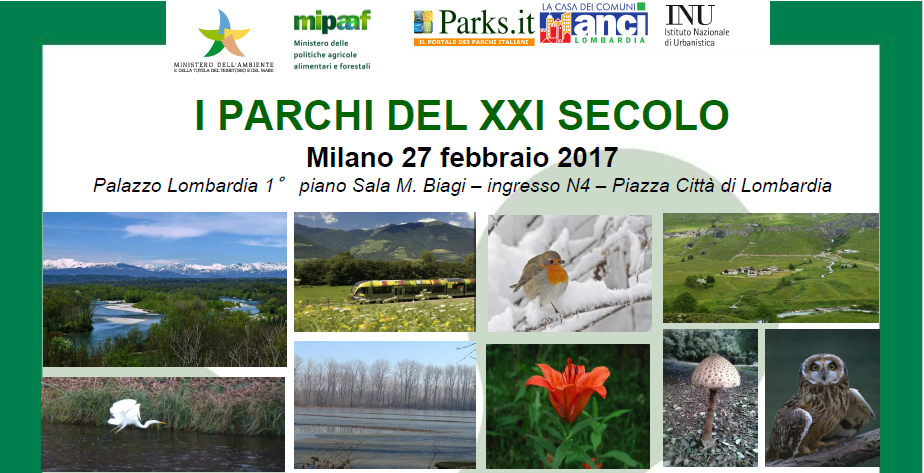 MINISTERO DELL'AMBIENTE
E DELLA TUTELA DEL TERRITORIO E DEL MARE
mipaaf
Ministero delle
politiche agricole
alimentari e forestali
Parks.it
IL PORTALE DEI PARCHI ITALIANI
LA CASA DEI COMUNI
anci
LOMBARDIA
INU
Istituto Nazionale
di Urbanistica
I PARCHI DEL XXI SECOLO
Milano 27 febbraio 2017
Palazzo Lombardia 1° piano Sala M. Biagi – ingresso N4 – Piazza Città di Lombardia